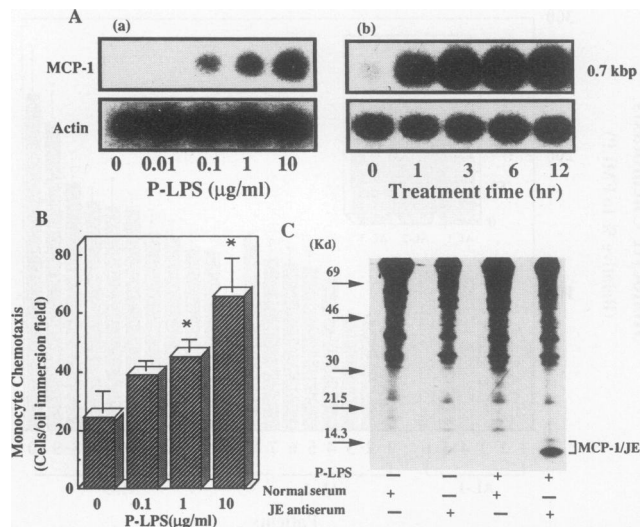 A
(a)
(b)
MCP-1
0.7 kbp
Actin
0 0.01 0.1 1 10
0 1 3 6 12
P-LPS (µg/ml)
Treatment time (hr)
B
80
60
40
20
0
Monocyte Chemotaxis
(Cells/oil immersion field)
*
*
0 0.1 1 10
P-LPS(µg/ml)
C
(Kd)
69
46
30
21.5
14.3
MCP-1/JE
P-LPS — — + +
Normal serum + — + —
JE antiserum — + — +